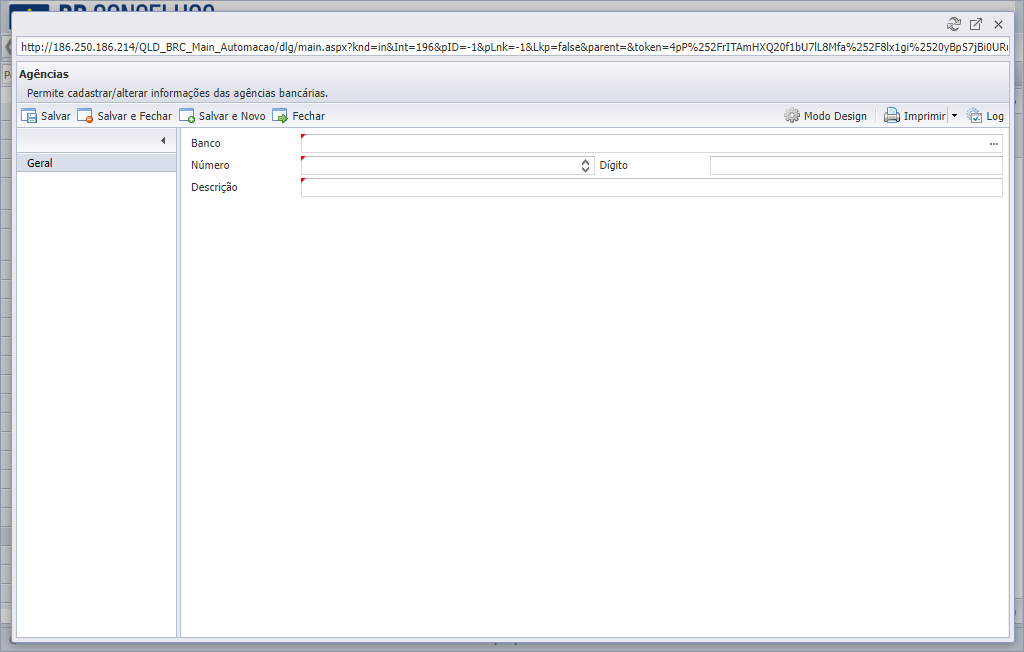 BR CONSELHOS
http://186.250.186.214/QLD_BRC_Main_Automacao/dlg/main.aspx?knd=in&Int=196&pID=-1&pLnk=-1&Lkp=false&parent=&token=4pP%252FrITAmHXQ20f1bU7lL8Mfa%252F8lx1gi%2520yBpS7jBi0UR
Agências
Permite cadastrar/alterar informações das agências bancárias.
Salvar Salvar e Fechar Salvar e Novo Fechar Modo Design Imprimir Log
Geral
Banco ...
Número Dígito
Descrição